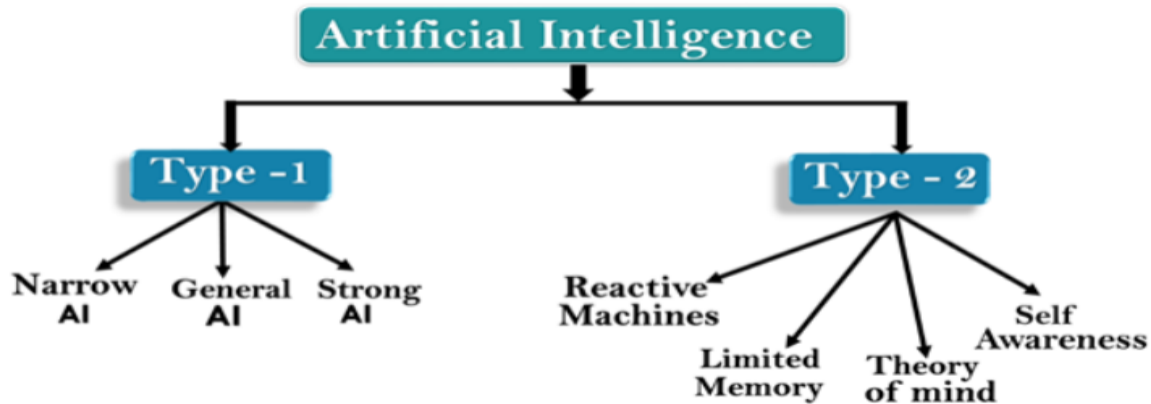 Artificial Intelligence
Type -1
Type - 2
Narrow
AI
General
AI
Strong
AI
Reactive
Machines
Limited
Memory
Theory
of mind
Self
Awareness